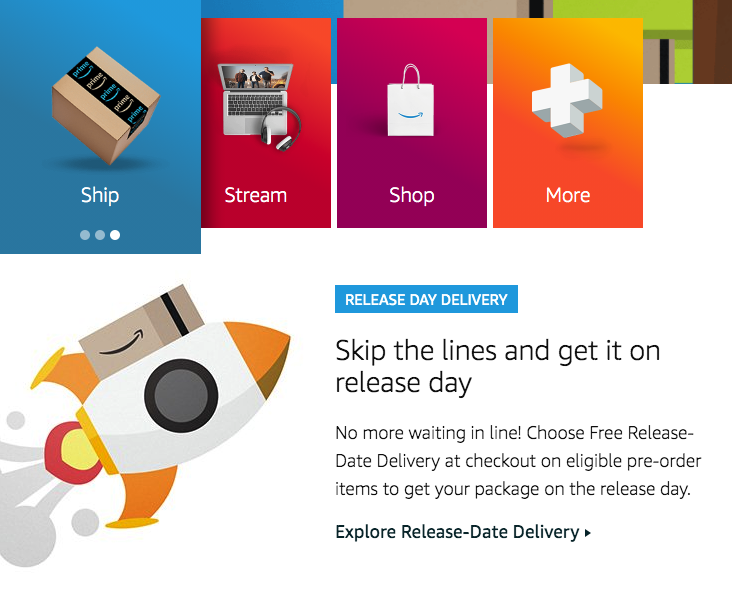 prime
prime
prime
prime
Ship
Stream
Shop
More
RELEASE DAY DELIVERY
Skip the lines and get it on
release day
No more waiting in line! Choose Free Release-
Date Delivery at checkout on eligible pre-order
items to get your package on the release day.
Explore Release-Date Delivery